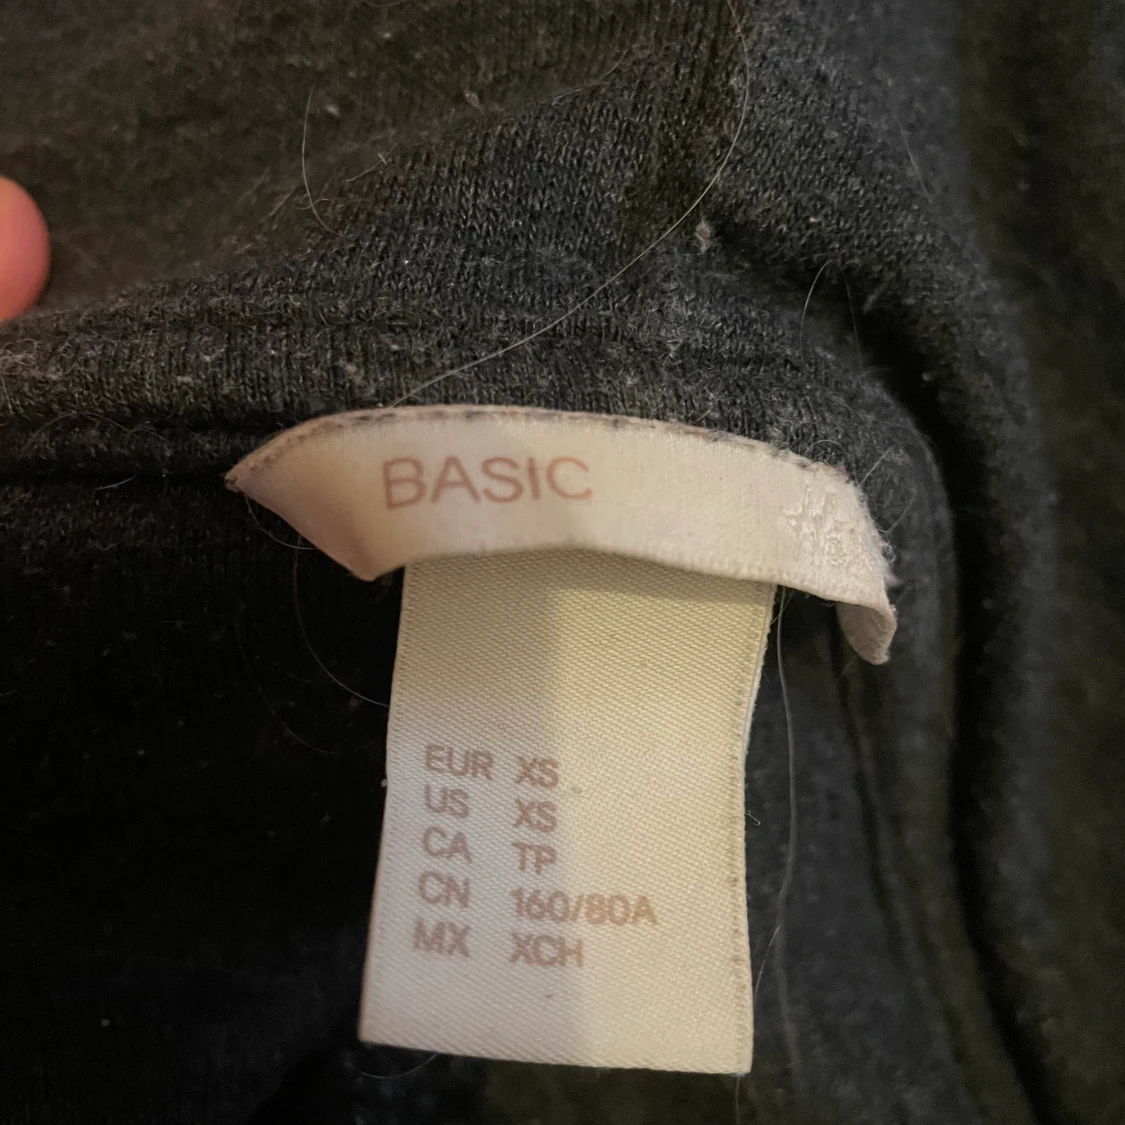 BASIC
EUR XS
US XS
CA TP
CN 160/80A
MX XCH